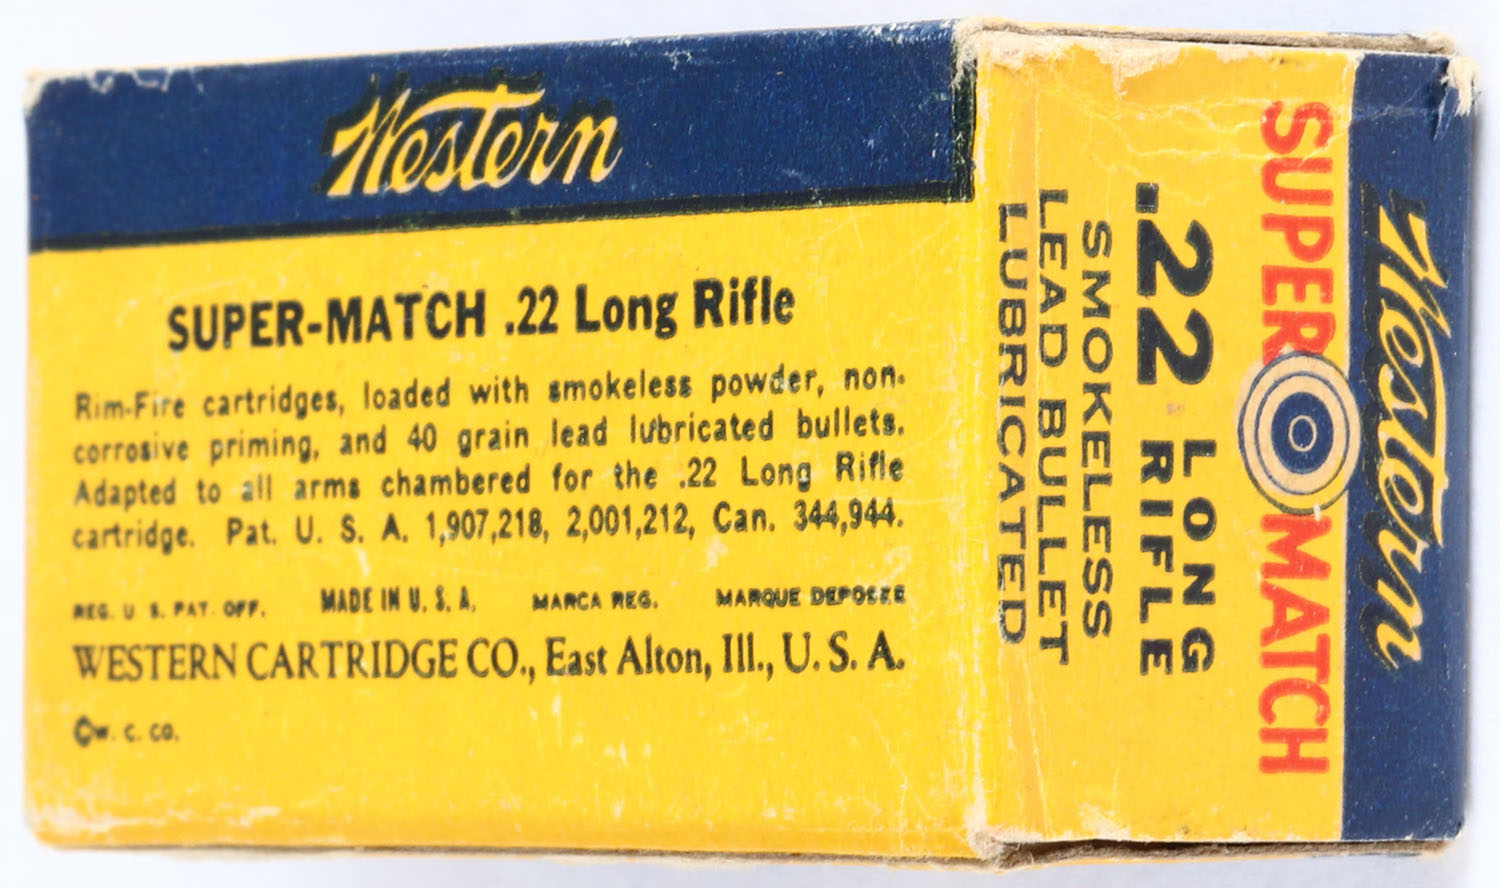 Western
SUPER-MATCH .22 Long Rifle
Rim-Fire cartridges, loaded with smokeless powder, non-
corrosive priming, and 40 grain lead lubricated bullets.
Adapted to all arms chambered for the .22 Long Rifle
cartridge. Pat. U. S. A. 1,907,218, 2,001,212, Can. 344,944.
REG. U. S. PAT. OFF. MADE IN U. S. A. MARCA REG. MARQUE DEPOSEE
WESTERN CARTRIDGE CO., East Alton, Ill., U. S. A.
©W. C. CO.
Western
SUPER MATCH
.22 LONG
RIFLE
SMOKELESS
LEAD BULLET
LUBRICATED